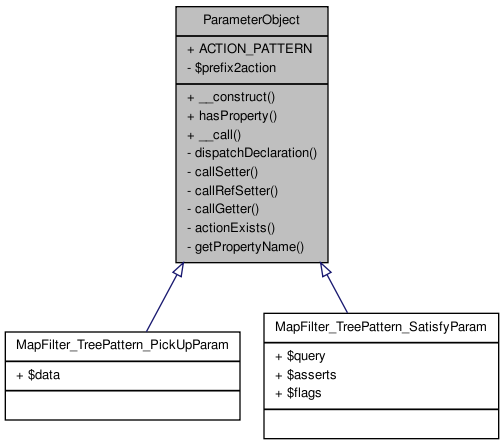 ParameterObject
+ ACTION_PATTERN
- $prefix2action
+ __construct()
+ hasProperty()
+ __call()
- dispatchDeclaration()
- callSetter()
- callRefSetter()
- callGetter()
- actionExists()
- getPropertyName()
MapFilter_TreePattern_PickUpParam
+ $data
MapFilter_TreePattern_SatisfyParam
+ $query
+ $asserts
+ $flags